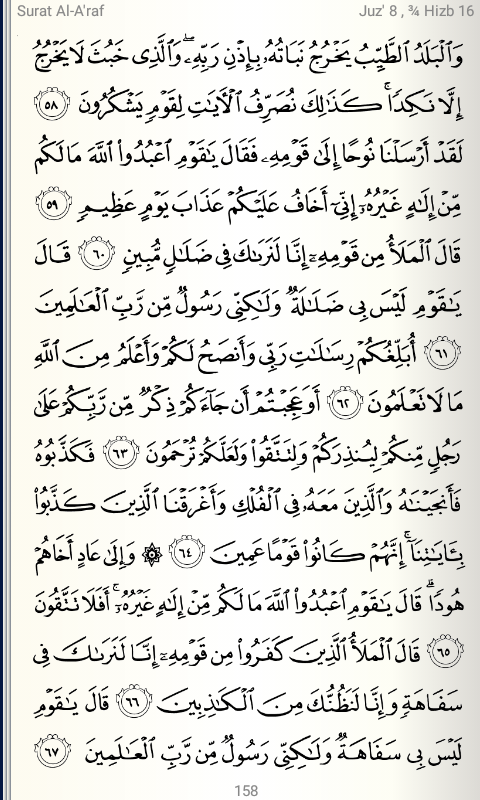 Surat Al-A'raf Juz' 8 , ¾ Hizb 16
وَٱلْبَلَدُ ٱلطَّيِّبُ يَخْرُجُ نَبَاتُهُۥ بِإِذْنِ رَبِّهِۦۖ وَٱلَّذِى خَبُثَ لَا يَخْرُجُ
إِلَّا نَكِدًاۚ كَذَٰلِكَ نُصَرِّفُ ٱلْـَٔايَٰتِ لِقَوْمٍ يَشْكُرُونَ ٥٨
لَقَدْ أَرْسَلْنَا نُوحًا إِلَىٰ قَوْمِهِۦ فَقَالَ يَٰقَوْمِ ٱعْبُدُوا۟ ٱللَّهَ مَا لَكُم
مِّنْ إِلَٰهٍ غَيْرُهُۥٓ إِنِّىٓ أَخَافُ عَلَيْكُمْ عَذَابَ يَوْمٍ عَظِيمٍ ٥٩
قَالَ ٱلْمَلَأُ مِن قَوْمِهِۦٓ إِنَّا لَنَرَىٰكَ فِى ضَلَٰلٍ مُّبِينٍ ٦٠ قَالَ
يَٰقَوْمِ لَيْسَ بِى ضَلَٰلَةٌ وَلَٰكِنِّى رَسُولٌ مِّن رَّبِّ ٱلْعَٰلَمِينَ
٦١ أُبَلِّغُكُمْ رِسَٰلَٰتِ رَبِّى وَأَنصَحُ لَكُمْ وَأَعْلَمُ مِنَ ٱللَّهِ
مَا لَا تَعْلَمُونَ ٦٢ أَوَعَجِبْتُمْ أَن جَآءَكُمْ ذِكْرٌ مِّن رَّبِّكُمْ عَلَىٰ
رَجُلٍ مِّنكُمْ لِيُنذِرَكُمْ وَلِتَتَّقُوا۟ وَلَعَلَّكُمْ تُرْحَمُونَ ٦٣ فَكَذَّبُوهُ
فَأَنجَيْنَٰهُ وَٱلَّذِينَ مَعَهُۥ فِى ٱلْفُلْكِ وَأَغْرَقْنَا ٱلَّذِينَ كَذَّبُوا۟
بِـَٔايَٰتِنَآۚ إِنَّهُمْ كَانُوا۟ قَوْمًا عَمِينَ ٦٤ ۞ وَإِلَىٰ عَادٍ أَخَاهُمْ
هُودًاۗ قَالَ يَٰقَوْمِ ٱعْبُدُوا۟ ٱللَّهَ مَا لَكُم مِّنْ إِلَٰهٍ غَيْرُهُۥٓۚ أَفَلَا تَتَّقُونَ
٦٥ قَالَ ٱلْمَلَأُ ٱلَّذِينَ كَفَرُوا۟ مِن قَوْمِهِۦٓ إِنَّا لَنَرَىٰكَ فِى
سَفَاهَةٍ وَإِنَّا لَنَظُنُّكَ مِنَ ٱلْكَٰذِبِينَ ٦٦ قَالَ يَٰقَوْمِ
لَيْسَ بِى سَفَاهَةٌ وَلَٰكِنِّى رَسُولٌ مِّن رَّبِّ ٱلْعَٰلَمِينَ ٦٧
158